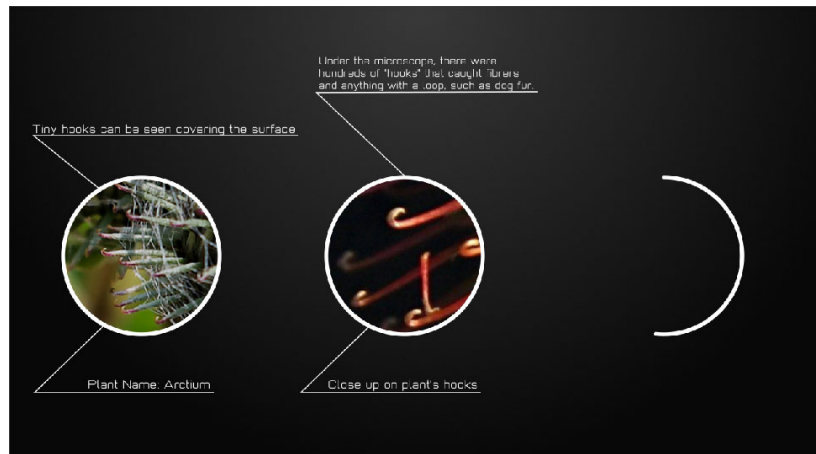 Under the microscope, there were
hundreds of "hooks" that caught fibrers
and anything with a loop, such as dog fur.
Tiny hooks can be seen covering the surface
Plant Name: Arctium
Close up on plant's hooks